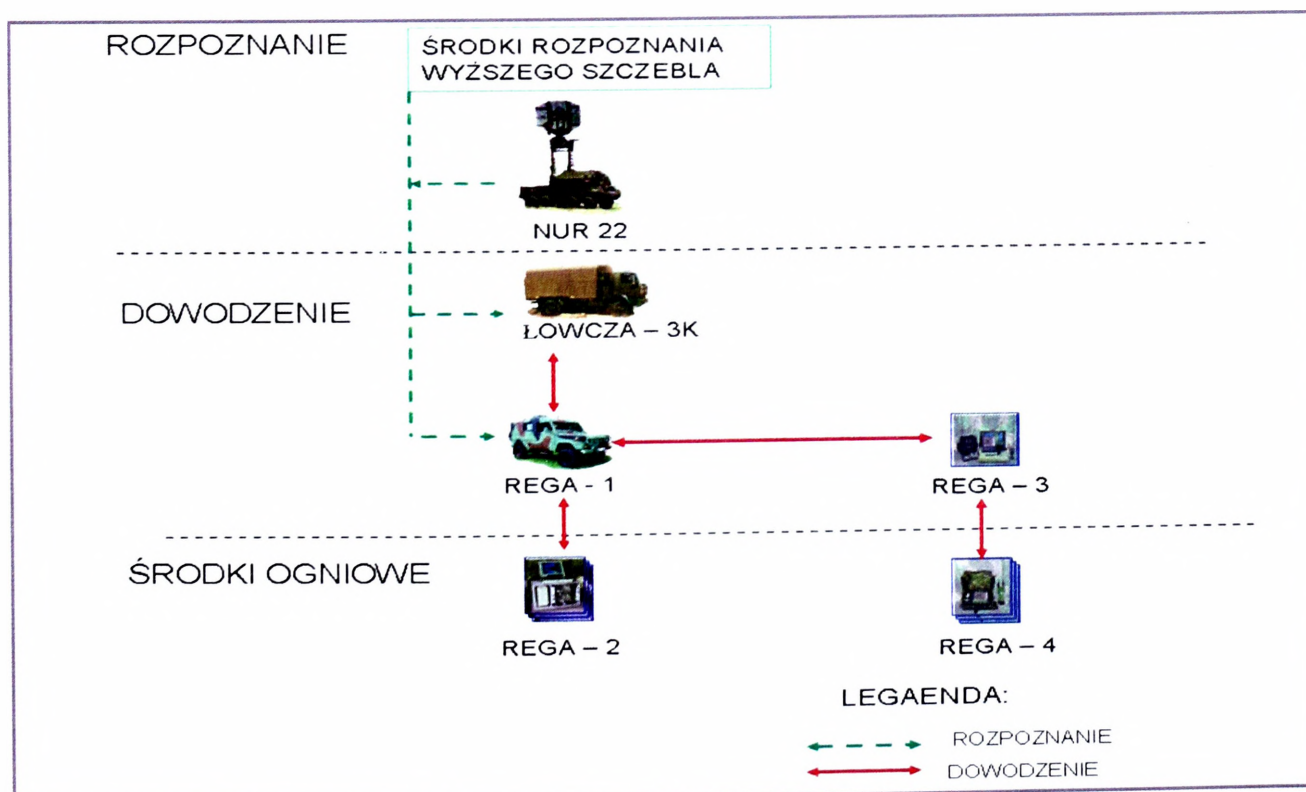 ROZPOZNANIE
ŚRODKI ROZPOZNANIA
WYŻSZEGO SZCZEBLA
NUR 22
DOWODZENIE
ŁOWCZA – 3K
REGA - 1
REGA – 3
ŚRODKI OGNIOWE
REGA – 2
REGA – 4
LEGAENDA:
ROZPOZNANIE
DOWODZENIE